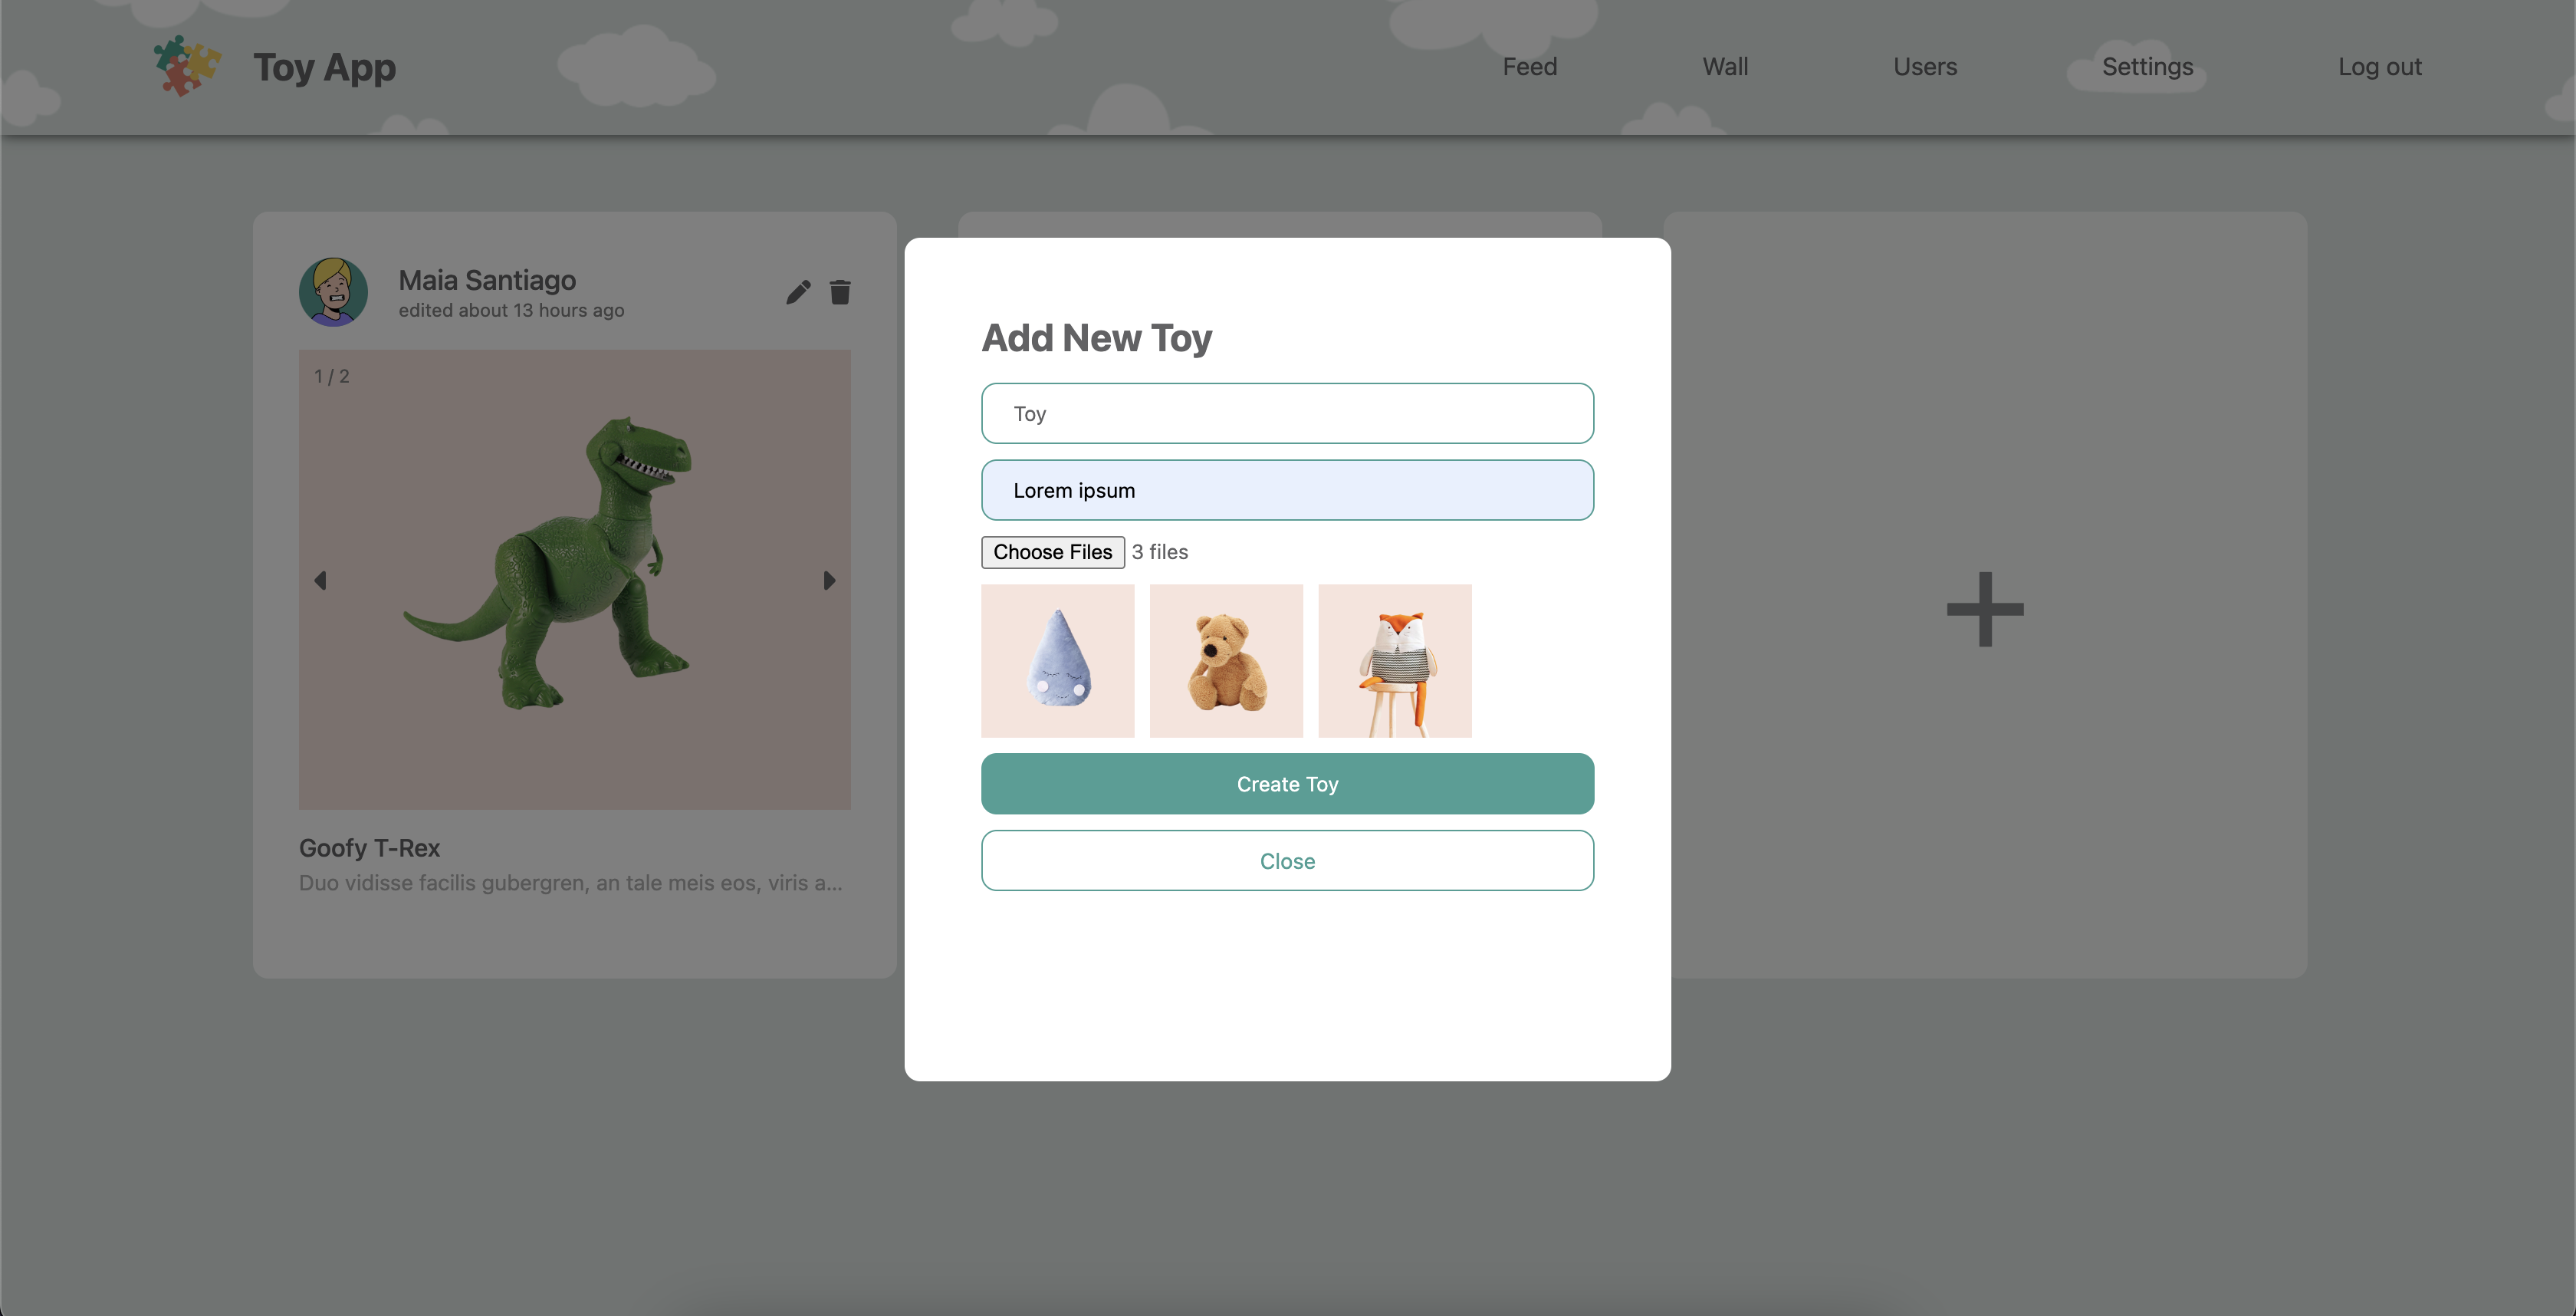 Toy App
Feed
Wall
Users
Settings
Log out
Maia Santiago
edited about 13 hours ago
1 / 2
Goofy T-Rex
Duo vidisse facilis gubergren, an tale meis eos, viris a...
Add New Toy
Toy
Lorem ipsum
Choose Files 3 files
Create Toy
Close